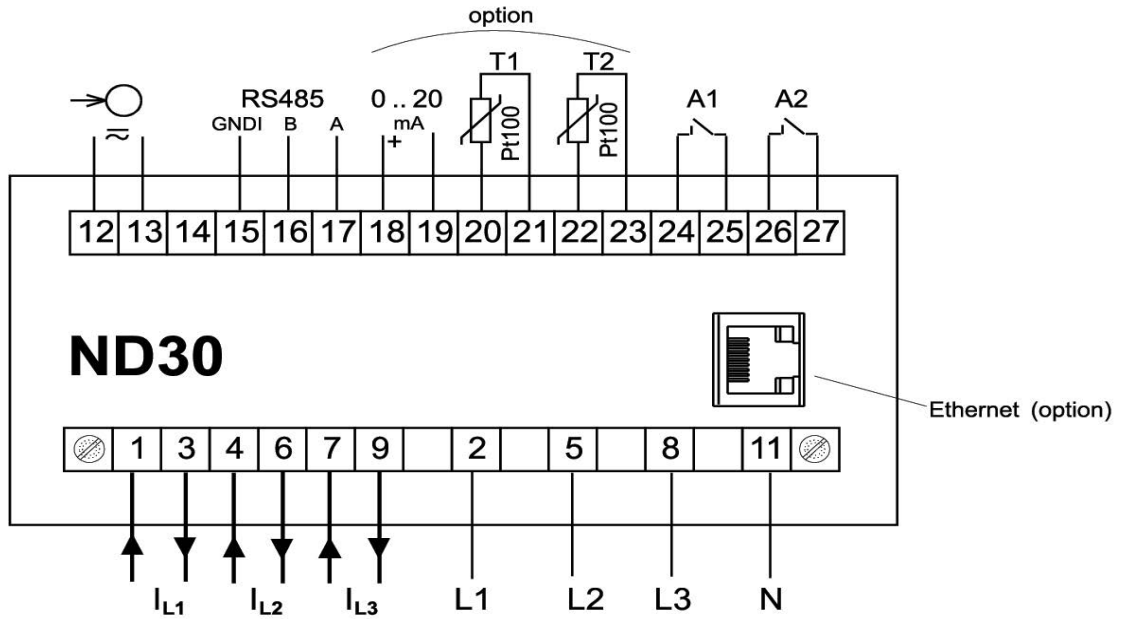 option
T1 T2
RS485 0 .. 20 A1 A2
GNDI B A mA
+
Pt100 Pt100
12 13 14 15 16 17 18 19 20 21 22 23 24 25 26 27
ND30
Ethernet (option)
1 3 4 6 7 9 2 5 8 11
IL1 IL2 IL3 L1 L2 L3 N